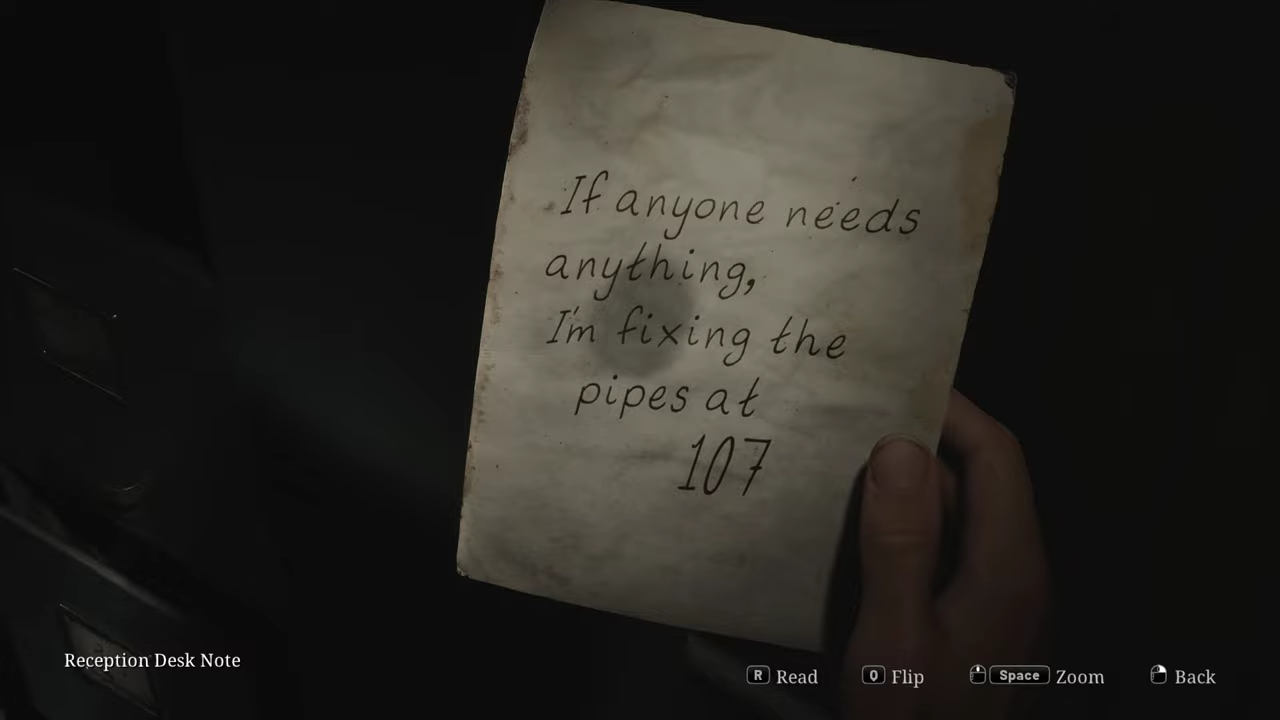 If anyone needs
anything,
I'm fixing the
pipes at
107
Reception Desk Note
R Read
Q Flip
Space Zoom
Back